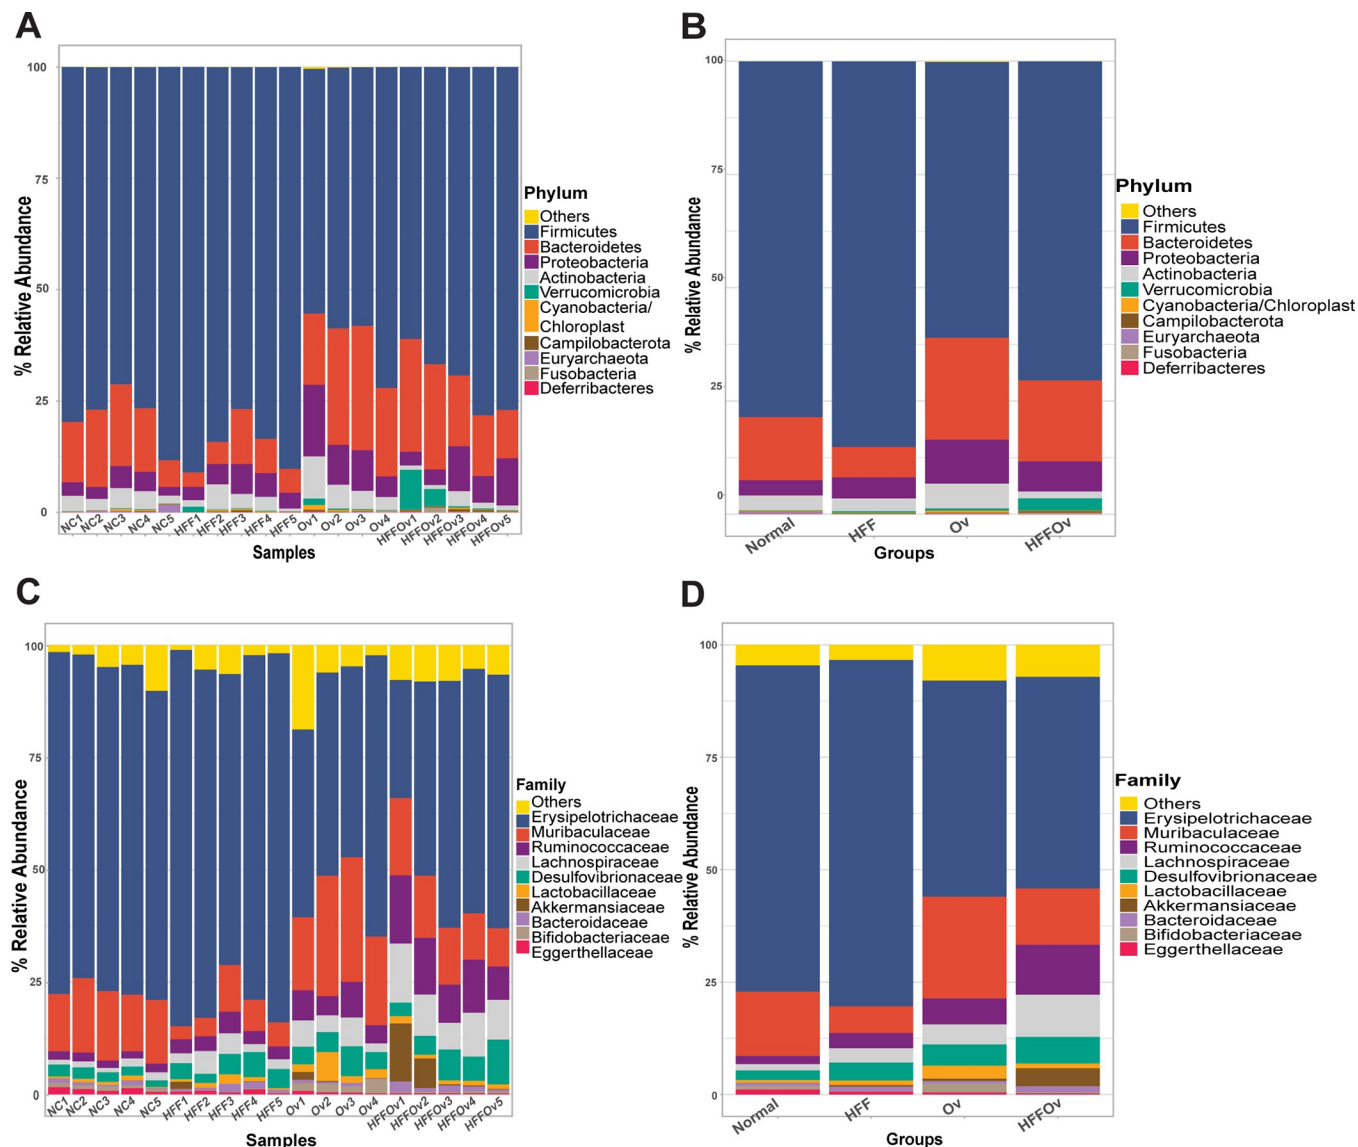 A
100
75
50
25
0
% Relative Abundance
NC1
NC2
NC3
NC4
NC5
HFF1
HFF2
HFF3
HFF4
HFF5
Ov1
Ov2
Ov3
Ov4
HFFOv1
HFFOv2
HFFOv3
HFFOv4
HFFOv5
Samples
Phylum
Others
Firmicutes
Bacteroidetes
Proteobacteria
Actinobacteria
Verrucomicrobia
Cyanobacteria/
Chloroplast
Campilobacterota
Euryarchaeota
Fusobacteria
Deferribacteres
B
100
75
50
25
0
% Relative Abundance
Normal
HFF
Ov
HFFOv
Groups
Phylum
Others
Firmicutes
Bacteroidetes
Proteobacteria
Actinobacteria
Verrucomicrobia
Cyanobacteria/Chloroplast
Campilobacterota
Euryarchaeota
Fusobacteria
Deferribacteres
C
100
75
50
25
0
% Relative Abundance
NC1
NC2
NC3
NC4
NC5
HFF1
HFF2
HFF3
HFF4
HFF5
Ov1
Ov2
Ov3
Ov4
HFFOv1
HFFOv2
HFFOv3
HFFOv4
HFFOv5
Samples
Family
Others
Erysipelotrichaceae
Muribaculaceae
Ruminococcaceae
Lachnospiraceae
Desulfovibrionaceae
Lactobacillaceae
Akkermansiaceae
Bacteroidaceae
Bifidobacteriaceae
Eggerthellaceae
D
100
75
50
25
0
% Relative Abundance
Normal
HFF
Ov
HFFOv
Groups
Family
Others
Erysipelotrichaceae
Muribaculaceae
Ruminococcaceae
Lachnospiraceae
Desulfovibrionaceae
Lactobacillaceae
Akkermansiaceae
Bacteroidaceae
Bifidobacteriaceae
Eggerthellaceae